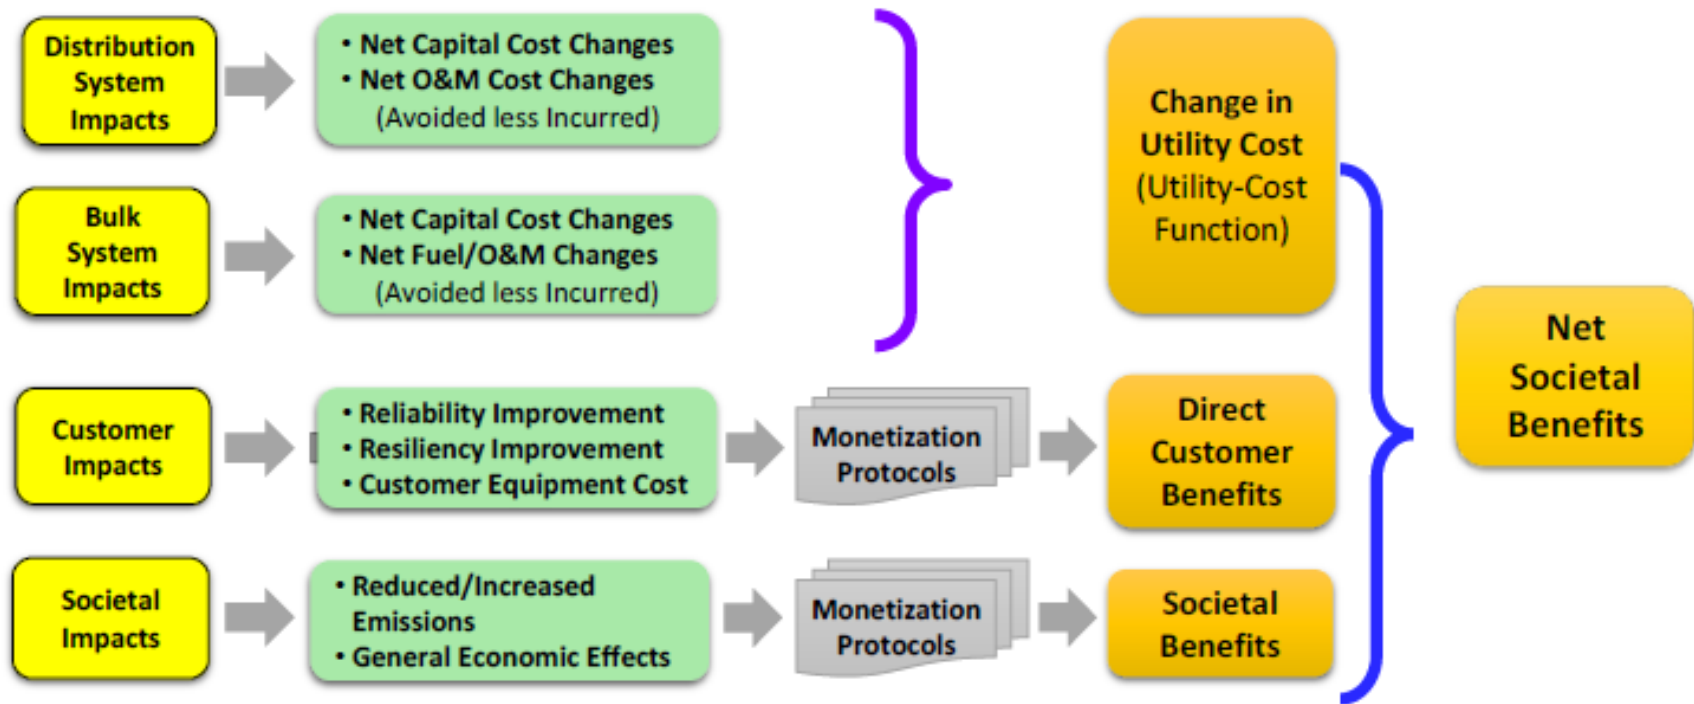 Distribution
System
Impacts
• Net Capital Cost Changes
• Net O&M Cost Changes
(Avoided less Incurred)
Change in
Utility Cost
(Utility-Cost
Function)
Bulk
System
Impacts
• Net Capital Cost Changes
• Net Fuel/O&M Changes
(Avoided less Incurred)
Net
Societal
Benefits
Customer
Impacts
• Reliability Improvement
• Resiliency Improvement
• Customer Equipment Cost
Monetization
Protocols
Direct
Customer
Benefits
Societal
Impacts
• Reduced/Increased
Emissions
• General Economic Effects
Monetization
Protocols
Societal
Benefits